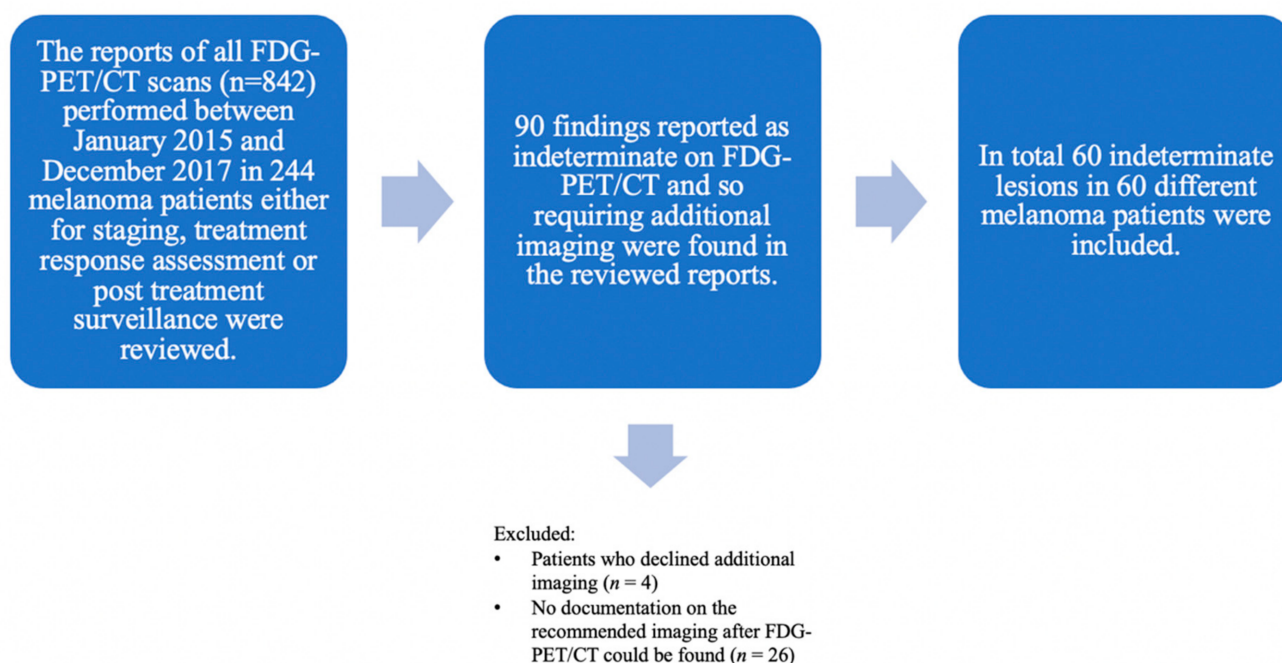 The reports of all FDG-
PET/CT scans (n=842)
performed between
January 2015 and
December 2017 in 244
melanoma patients either
for staging, treatment
response assessment or
post treatment
surveillance were
reviewed.
90 findings reported as
indeterminate on FDG-
PET/CT and so
requiring additional
imaging were found in
the reviewed reports.
In total 60 indeterminate
lesions in 60 different
melanoma patients were
included.
Excluded:
• Patients who declined additional
imaging (n = 4)
• No documentation on the
recommended imaging after FDG-
PET/CT could be found (n = 26)